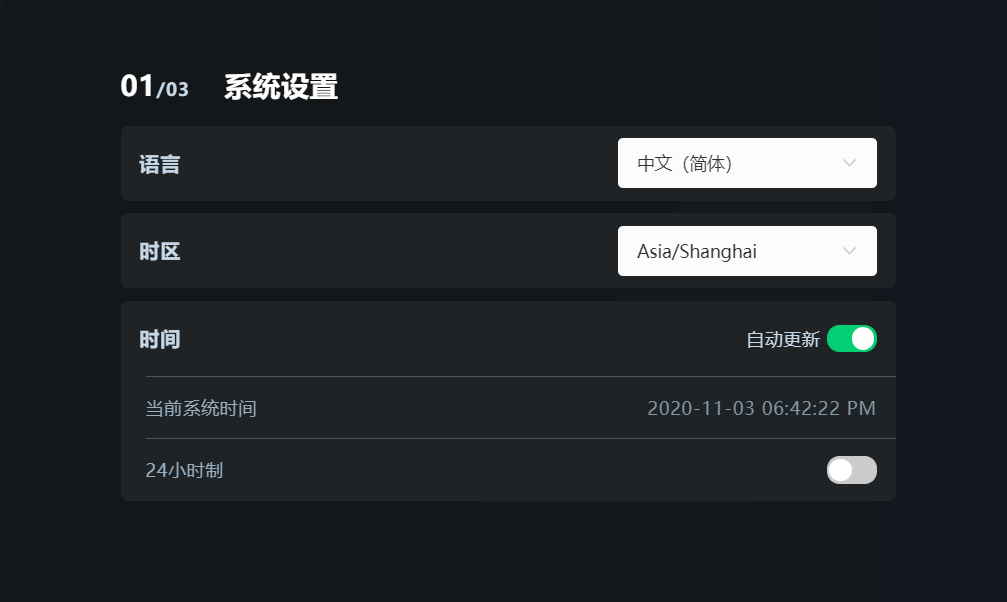 01/03 系统设置
语言 中文（简体）
时区 Asia/Shanghai
时间 自动更新
当前系统时间 2020-11-03 06:42:22 PM
24小时制